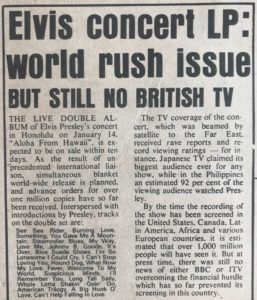 Elvis concert LP:
world rush issue
BUT STILL NO BRITISH TV
THE LIVE DOUBLE AL-
BUM of Elvis Presley's concert
in Honolulu on January 14,
"Aloha From Hawaii", is ex-
pected to be on sale within ten
days. As the result of un-
precedented international liai-
son, simultaneous blanket
world-wide release is planned,
and advance orders for over
one million copies have so far
been received. Interspersed with
introductions by Presley, tracks
on the double set are:
See See Rider, Burning Love,
Something, You Gave Me A Moun-
tain, Steamroller Blues, My Way,
Love Me, Johnny B. Goode, It's
Over, Blue Suede Shoes, I'm So
Lonesome I Could Cry, I Can't Stop
Loving You, Hound Dog, What Now
My Love, Fever, Welcome To My
World, Suspicious Minds, I'll
Remember You, Long Tall Sally,
Whole Lotta Shakin' Goin' On,
American Trilogy, A Big Hunk O'
Love, Can't Help Falling In Love.
The TV coverage of the con-
cert, which was beamed by
satellite to the Far East,
received rave reports and re-
cord viewing ratings — for in-
stance, Japanese TV claimed its
biggest audience ever for any
show, while in the Philippines
an estimated 92 per cent of the
viewing audience watched Pres-
ley.
By the time the recording of
the show has been screened in
the United States, Canada, Lat-
in America, Africa and various
European countries, it is esti-
mated that over 1,000 million
people will have seen it. But at
press time, there was still no
news of either BBC or ITV
overcoming the financial hurdle
which has so far prevented its
screening in this country.